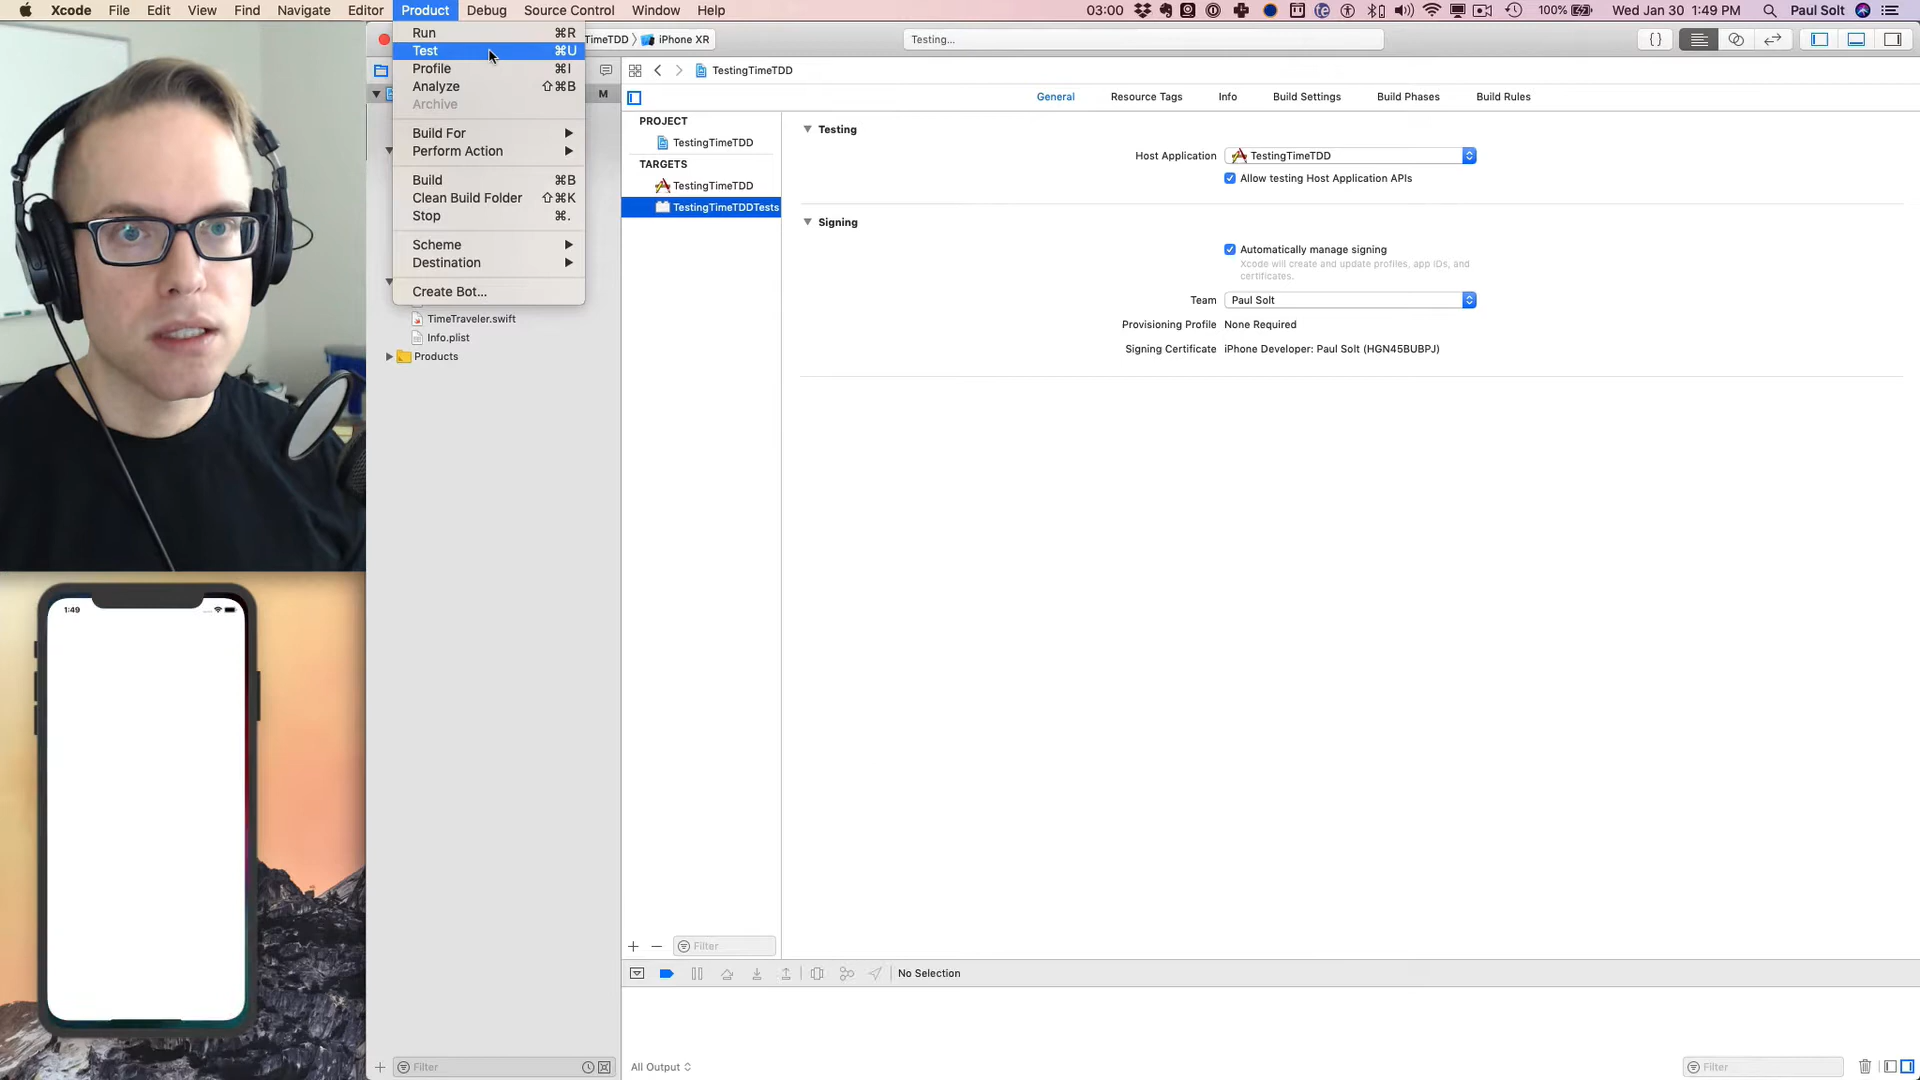 Xcode File Edit View Find Navigate Editor Product Debug Source Control Window Help 03:00 100% Wed Jan 30 1:49 PM Paul Solt
Run ⌘R
Test ⌘U
Profile ⌘I
Analyze ⇧⌘B
Archive
Build For
Perform Action
Build ⌘B
Clean Build Folder ⇧⌘K
Stop ⌘.
Scheme
Destination
Create Bot...
TimeTDD iPhone XR
Testing...
M
TimeTraveler.swift
Info.plist
Products
Filter
TestingTimeTDD
General Resource Tags Info Build Settings Build Phases Build Rules
PROJECT
TestingTimeTDD
TARGETS
TestingTimeTDD
TestingTimeTDDTests
Filter
Testing
Host Application TestingTimeTDD
Allow testing Host Application APIs
Signing
Automatically manage signing
Xcode will create and update profiles, app IDs, and
certificates.
Team Paul Solt
Provisioning Profile None Required
Signing Certificate iPhone Developer: Paul Solt (HGN45BUBPJ)
No Selection
All Output
Filter
1:49